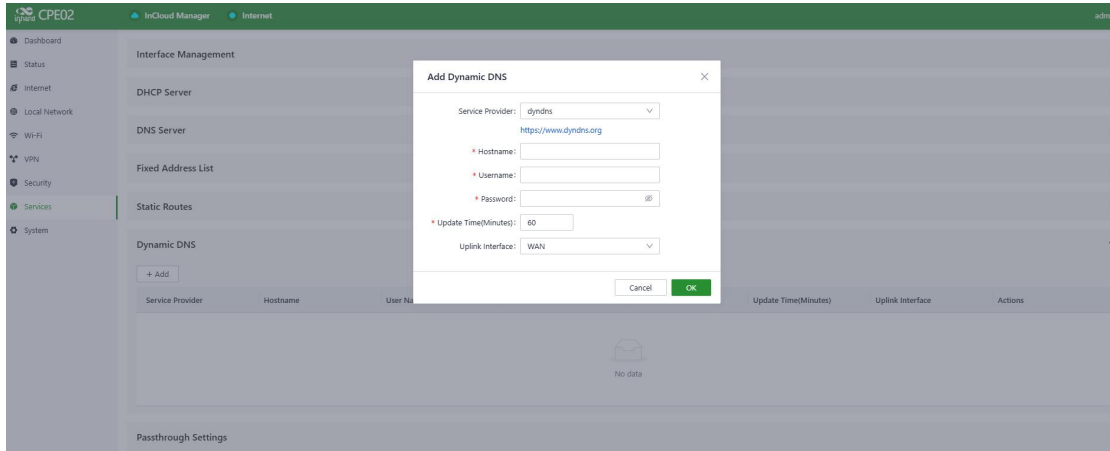 inhand CPE02
InCloud Manager
Internet
adm
Dashboard
Status
Internet
Local Network
Wi-Fi
VPN
Security
Services
System
Interface Management
DHCP Server
DNS Server
Fixed Address List
Static Routes
Dynamic DNS
+ Add
Service Provider Hostname User Na Update Time(Minutes) Uplink Interface Actions
No data
Passthrough Settings
Add Dynamic DNS
Service Provider: dyndns
https://www.dyndns.org
* Hostname:
* Username:
* Password:
* Update Time(Minutes): 60
Uplink Interface: WAN
Cancel OK